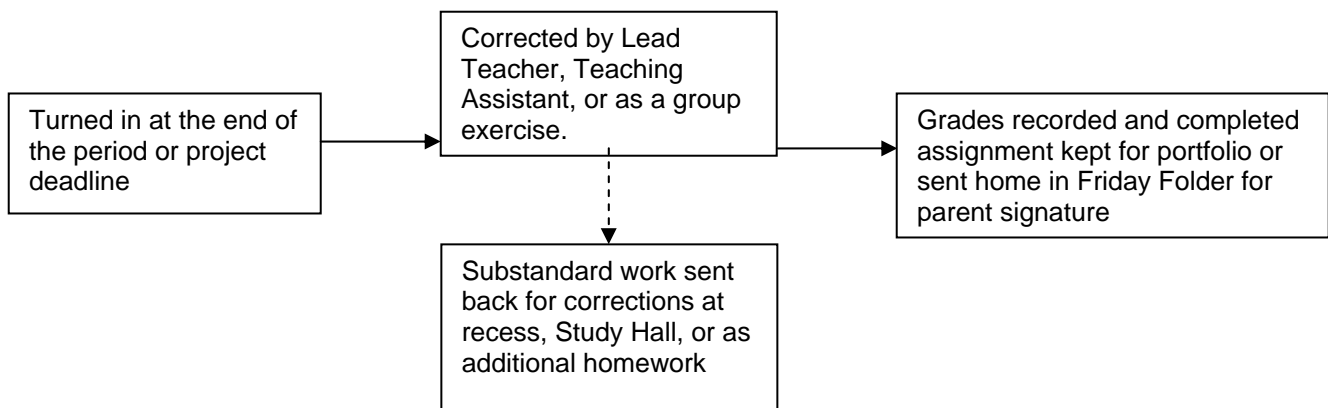 Turned in at the end of
the period or project
deadline
Corrected by Lead
Teacher, Teaching
Assistant, or as a group
exercise.
Grades recorded and completed
assignment kept for portfolio or
sent home in Friday Folder for
parent signature
Substandard work sent
back for corrections at
recess, Study Hall, or as
additional homework